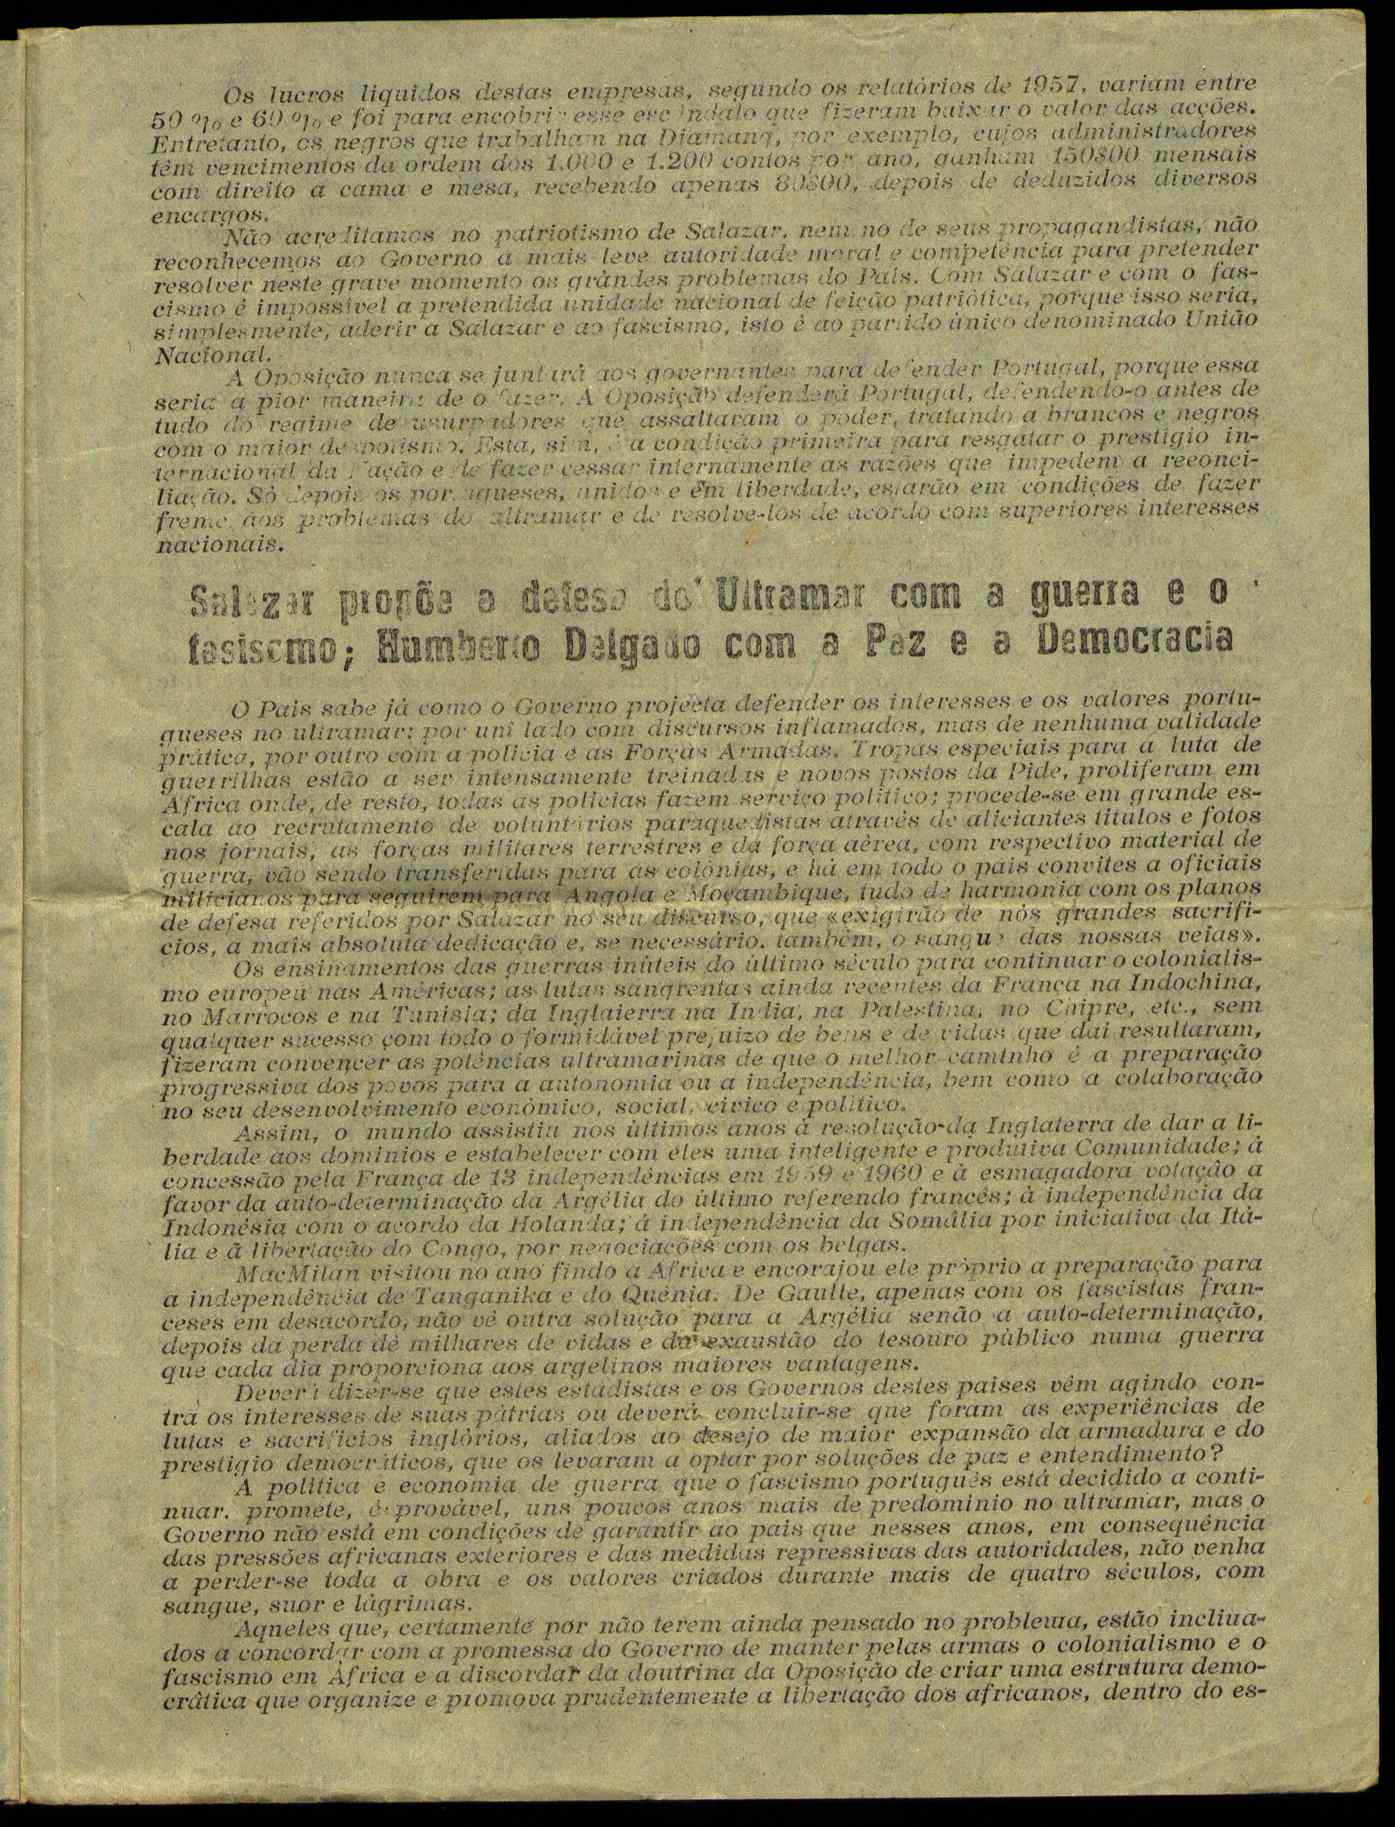 Os lucros liquidos destas empresas, segundo os relatórios de 1957, variam entre
50 % e 60 % e foi para encobrir esse escândalo que fizeram baixar o valor das acções.
Entretanto, os negros que trabalham na Diamang, por exemplo, cujos administradores
têm vencimentos da ordem dos 1.000 e 1.200 contos por ano, ganham 150$00 mensais
com direito a cama e mesa, recebendo apenas 80$00, depois de deduzidos diversos
encargos.
Não acreditamos no patriotismo de Salazar, nem no de seus propagandistas, não
reconhecemos ao Governo a mais leve autoridade moral e competência para pretender
resolver neste grave momento os grandes problemas do País. Com Salazar e com o fas-
cismo é impossível a pretendida unidade nacional de feição patriótica, porque isso seria,
simplesmente, aderir a Salazar e ao fascismo, isto é ao partido único denominado União
Nacional.
A Oposição nunca se juntará aos governantes para defender Portugal, porque essa
seria a pior maneira de o fazer. A Oposição defenderá Portugal, defendendo-o antes de
tudo do regime de usurpadores que assaltaram o poder, tratando a brancos e negros
com o maior despotismo. Esta, sim, é a condição primeira para resgatar o prestígio in-
ternacional da Nação e de fazer cessar internamente as razões que impedem a reconci-
liação. Só depois os portugueses, unidos e em liberdade, estarão em condições de fazer
frente aos problemas do ultramar e de resolve-los de acordo com superiores interesses
nacionais.
Salazar propõe a defesa do Ultramar com a guerra e o
fasiscmo; Humberto Delgado com a Paz e a Democracia
O Pais sabe já como o Governo projecta defender os interesses e os valores portu-
gueses no ultramar: por um lado com discursos inflamados, mas de nenhuma validade
prática, por outro com a policia e as Forças Armadas. Tropas especiais para a luta de
guerrilhas estão a ser intensamente treinadas e novos postos da Pide, proliferam em
Africa onde, de resto, todas as policias fazem serviço politico; procede-se em grande es-
cala ao recrutamento de voluntários paraquedistas através de aliciantes titulos e fotos
nos jornais, as forças militares terrestres e da força aérea, com respectivo material de
guerra, vão sendo transferidas para as colónias, e há em todo o pais convites a oficiais
milicianos para seguirem para Angola e Moçambique, tudo de harmonia com os planos
de defesa referidos por Salazar no seu discurso, que «exigirão de nós grandes sacrifi-
cios, a mais absoluta dedicação e, se necessário, também, o sangue das nossas veias».
Os ensinamentos das guerras inúteis do último século para continuar o colonialis-
mo europeu nas Américas; as lutas sangrentas ainda recentes da França na Indochina,
no Marrocos e na Tunisia; da Inglaterra na India, na Palestina, no Chipre, etc., sem
qualquer sucesso com todo o formidável prejuizo de bens e de vidas que dai resultaram,
fizeram convencer as potências ultramarinas de que o melhor caminho é a preparação
progressiva dos povos para a autonomia ou a independência, bem como a colaboração
no seu desenvolvimento económico, social, civico e politico.
Assim, o mundo assistiu nos últimos anos à resolução da Inglaterra de dar a li-
berdade aos dominios e estabelecer com eles uma inteligente e produtiva Comunidade; à
concessão pela França de 13 independências em 1959 e 1960 e à esmagadora votação a
favor da auto-determinação da Argélia do último referendo francês; à independência da
Indonésia com o acordo da Holanda; à independência da Somália por iniciativa da Itá-
lia e à libertação do Congo, por negociações com os belgas.
MacMilan visitou no ano findo a Africa e encorajou ele próprio a preparação para
a independência de Tanganika e do Quénia. De Gaulle, apenas com os fascistas fran-
ceses em desacordo, não vê outra solução para a Argélia senão a auto-determinação,
depois da perda de milhares de vidas e da exaustão do tesouro público numa guerra
que cada dia proporciona aos argelinos maiores vantagens.
Deverá dizer-se que estes estadistas e os Governos destes paises vêm agindo con-
tra os interesses de suas pátrias ou deverá concluir-se que foram as experiências de
lutas e sacrificios inglórios, aliados ao desejo de maior expansão da armadura e do
prestigio democráticos, que os levaram a optar por soluções de paz e entendimento?
A politica e economia de guerra que o fascismo português está decidido a conti-
nuar, promete, é provável, uns poucos anos mais de predominio no ultramar, mas o
Governo não está em condições de garantir ao pais que nesses anos, em consequência
das pressões africanas exteriores e das medidas repressivas das autoridades, não venha
a perder-se toda a obra e os valores criados durante mais de quatro séculos, com
sangue, suor e lágrimas.
Aqueles que, certamente por não terem ainda pensado no problema, estão inclina-
dos a concordar com a promessa do Governo de manter pelas armas o colonialismo e o
fascismo em África e a discordar da doutrina da Oposição de criar uma estrutura demo-
crática que organize e promova prudentemente a libertação dos africanos, dentro do es-